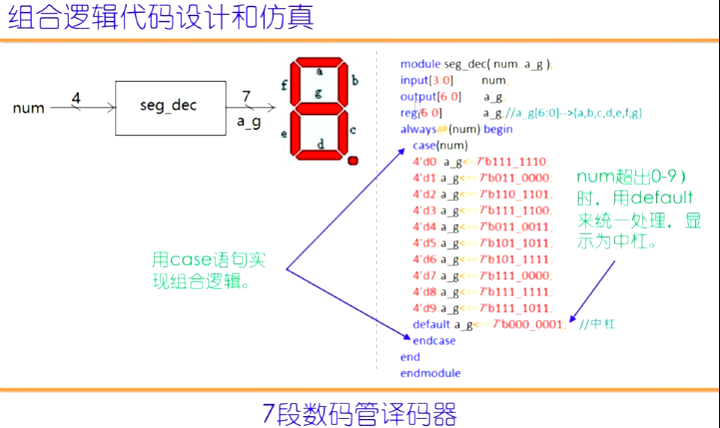 组合逻辑代码设计和仿真
a
f
b
g
e
c
d
num
4
seg_dec
7
a_g
module seg_dec( num, a_g );
input[3:0] num;
output[6:0] a_g;
reg[6:0] a_g;//a_g[6:0]-->{a,b,c,d,e,f,g}
always@(num) begin
case(num)
4'd0: a_g<=7'b111_1110;
4'd1: a_g<=7'b011_0000;
4'd2: a_g<=7'b110_1101;
4'd3: a_g<=7'b111_1100;
4'd4: a_g<=7'b011_0011;
4'd5: a_g<=7'b101_1011;
4'd6: a_g<=7'b101_1111;
4'd7: a_g<=7'b111_0000;
4'd8: a_g<=7'b111_1111;
4'd9: a_g<=7'b111_1011;
default: a_g<=7'b000_0001; //中杠
endcase
end
endmodule
用case语句实
现组合逻辑。
num超出0-9)
时，用default
来统一处理，显
示为中杠。
7段数码管译码器